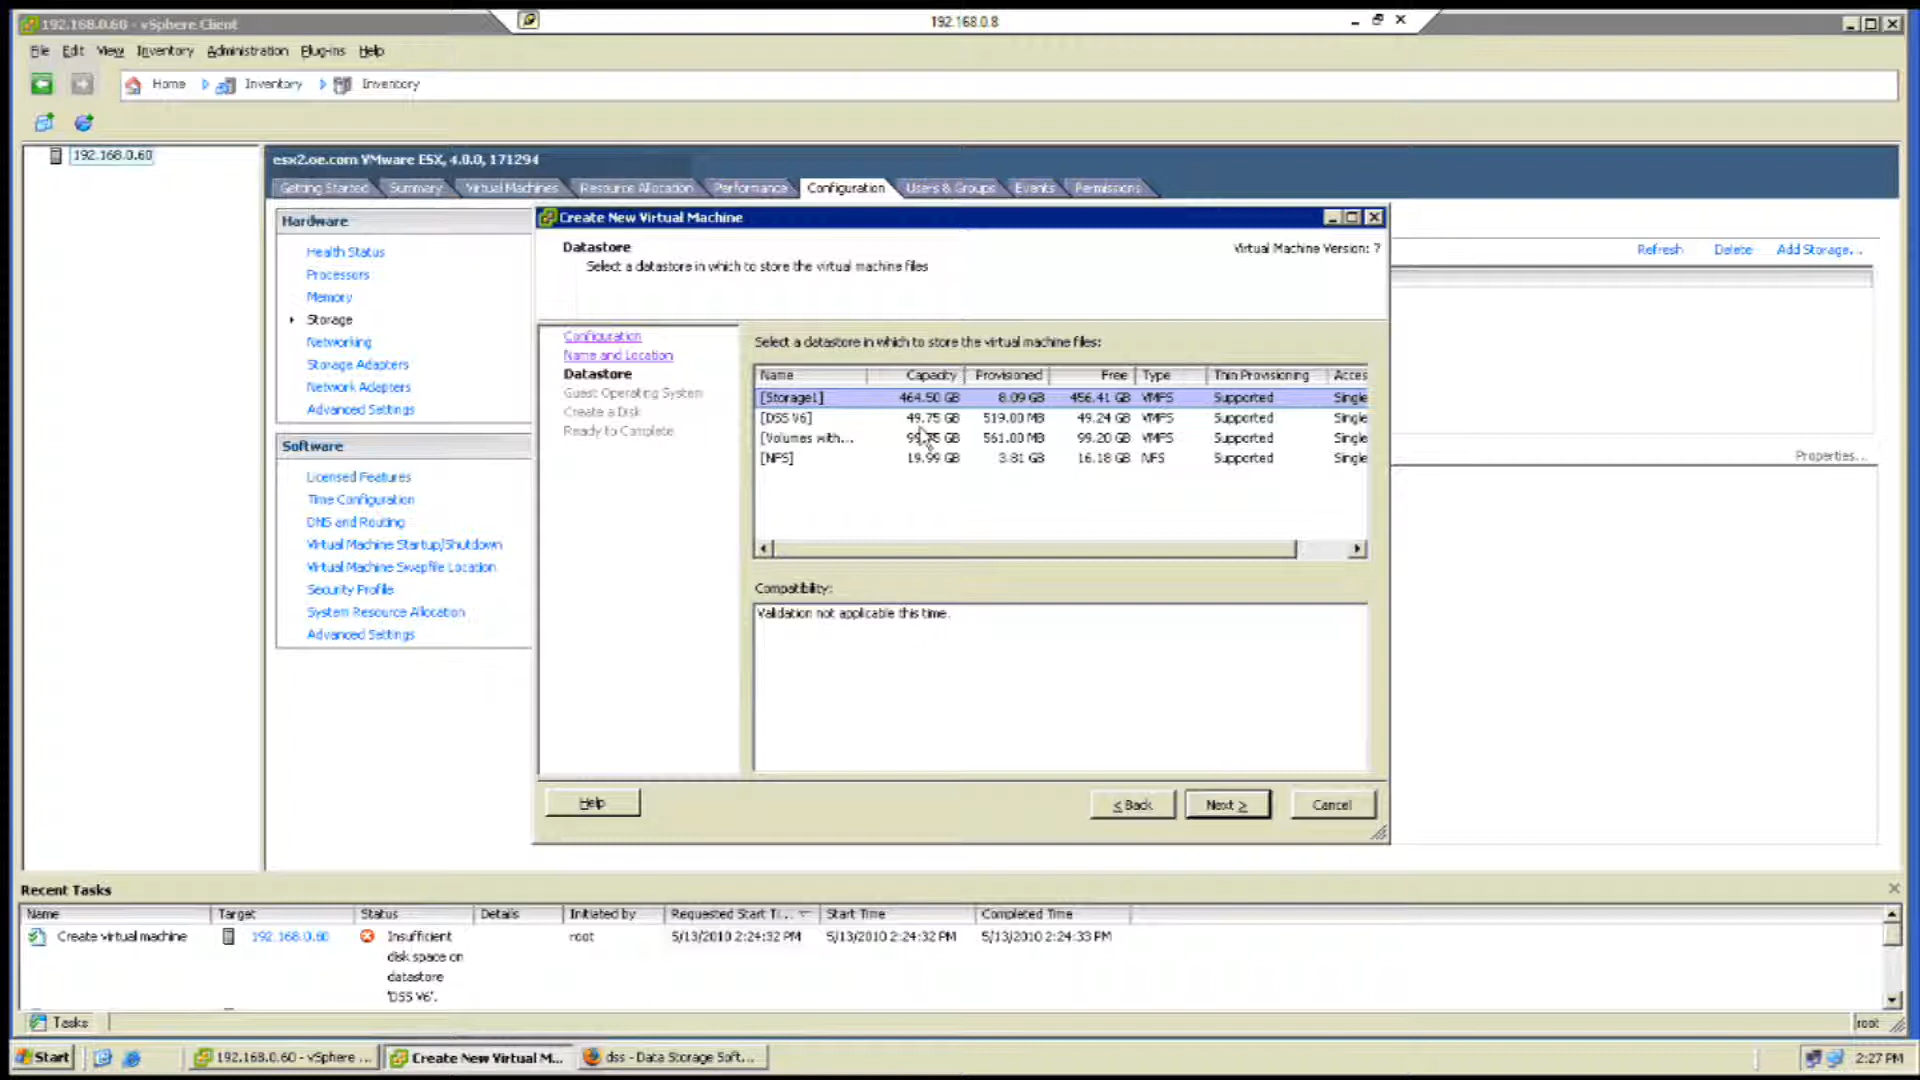 192.168.0.60 - vSphere Client
192.168.0.8
File Edit View Inventory Administration Plug-ins Help
Home Inventory Inventory
192.168.0.60
esx2.oe.com VMware ESX, 4.0.0, 171294
Getting Started Summary Virtual Machines Resource Allocation Performance Configuration Users & Groups Events Permissions
Hardware
Health Status
Processors
Memory
Storage
Networking
Storage Adapters
Network Adapters
Advanced Settings
Software
Licensed Features
Time Configuration
DNS and Routing
Virtual Machine Startup/Shutdown
Virtual Machine Swapfile Location
Security Profile
System Resource Allocation
Advanced Settings
Refresh Delete Add Storage...
Properties...
Create New Virtual Machine
Datastore
Select a datastore in which to store the virtual machine files
Virtual Machine Version: 7
Configuration
Name and Location
Datastore
Guest Operating System
Create a Disk
Ready to Complete
Select a datastore in which to store the virtual machine files:
Name Capacity Provisioned Free Type Thin Provisioning Acces
[Storage1] 464.50 GB 8.09 GB 456.41 GB VMFS Supported Single
[DSS V6] 49.75 GB 519.00 MB 49.24 GB VMFS Supported Single
[Volumes with... 99.75 GB 561.00 MB 99.20 GB VMFS Supported Single
[NFS] 19.99 GB 3.81 GB 16.18 GB NFS Supported Single
Compatibility:
Validation not applicable this time.
Help < Back Next > Cancel
Recent Tasks
Name Target Status Details Initiated by Requested Start Ti... Start Time Completed Time
Create virtual machine 192.168.0.60 Insufficient root 5/13/2010 2:24:32 PM 5/13/2010 2:24:32 PM 5/13/2010 2:24:33 PM
disk space on
datastore
'DSS V6'.
Tasks
root
Start 192.168.0.60 - vSphere ... Create New Virtual M... dss - Data Storage Soft... 2:27 PM